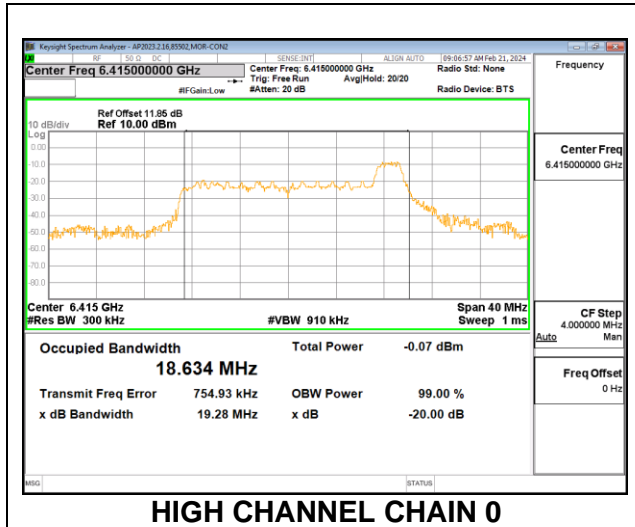 Keysight Spectrum Analyzer - AP2023.2.16,85502,MOR-CON2
RF 50 Ω DC SENSE:INT ALIGN AUTO 09:06:57 AM Feb 21, 2024
Center Freq 6.415000000 GHz
Center Freq: 6.415000000 GHz
Radio Std: None
Trig: Free Run Avg|Hold: 20/20
#IFGain:Low #Atten: 20 dB
Radio Device: BTS
Frequency
Ref Offset 11.85 dB
10 dB/div Ref 10.00 dBm
Log
0.00
-10.0
-20.0
-30.0
-40.0
-50.0
-60.0
-70.0
-80.0
Center 6.415 GHz Span 40 MHz
#Res BW 300 kHz #VBW 910 kHz Sweep 1 ms
Occupied Bandwidth Total Power -0.07 dBm
18.634 MHz
Transmit Freq Error 754.93 kHz OBW Power 99.00 %
x dB Bandwidth 19.28 MHz x dB -20.00 dB
Center Freq
6.415000000 GHz
CF Step
4.000000 MHz
Auto Man
Freq Offset
0 Hz
MSG STATUS
HIGH CHANNEL CHAIN 0